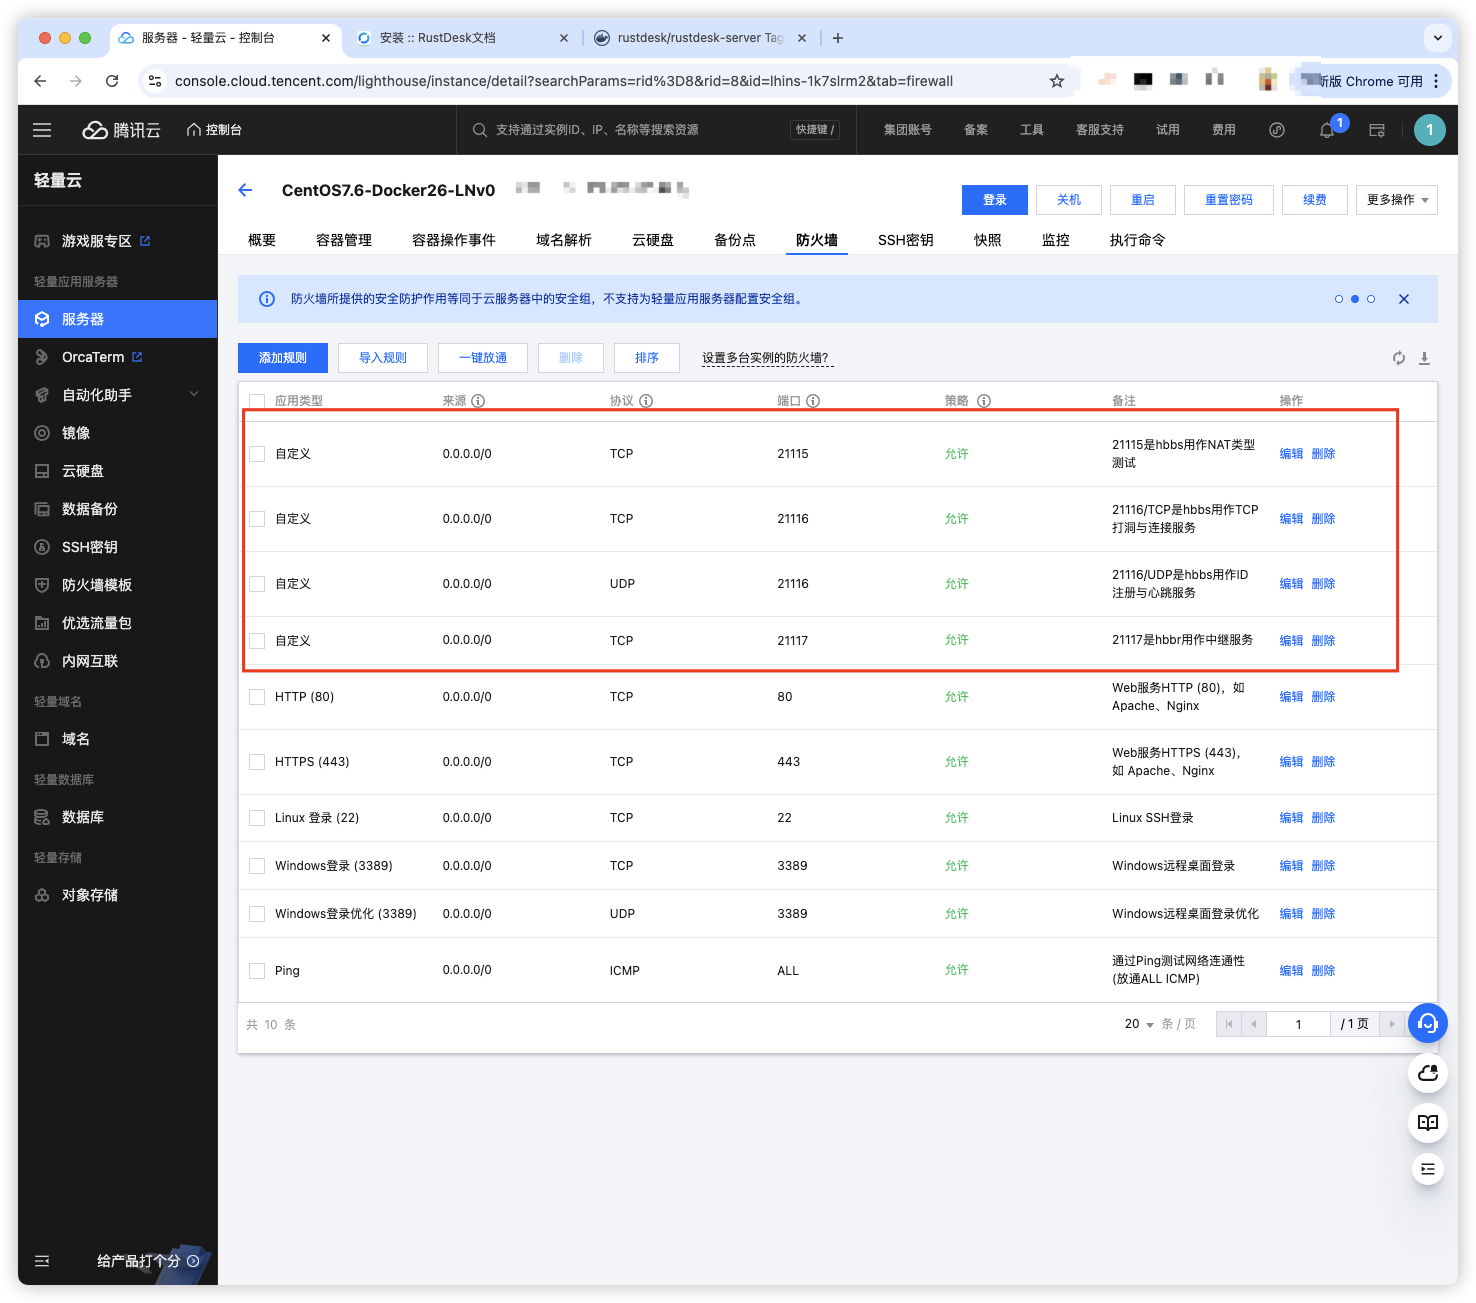 服务器 - 轻量云 - 控制台
安装 :: RustDesk文档
rustdesk/rustdesk-server Tag
console.cloud.tencent.com/lighthouse/instance/detail?searchParams=rid%3D8&rid=8&id=lhins-1k7slrm2&tab=firewall
新版 Chrome 可用
腾讯云
控制台
支持通过实例ID、IP、名称等搜索资源
快捷键 /
集团账号
备案
工具
客服支持
试用
费用
1
1
轻量云
游戏服专区
轻量应用服务器
服务器
OrcaTerm
自动化助手
镜像
云硬盘
数据备份
SSH密钥
防火墙模板
优选流量包
内网互联
轻量域名
域名
轻量数据库
数据库
轻量存储
对象存储
给产品打个分
CentOS7.6-Docker26-LNv0
登录
关机
重启
重置密码
续费
更多操作
概要
容器管理
容器操作事件
域名解析
云硬盘
备份点
防火墙
SSH密钥
快照
监控
执行命令
防火墙所提供的安全防护作用等同于云服务器中的安全组，不支持为轻量应用服务器配置安全组。
添加规则
导入规则
一键放通
删除
排序
设置多台实例的防火墙?
应用类型 来源 协议 端口 策略 备注 操作
自定义 0.0.0.0/0 TCP 21115 允许 21115是hbbs用作NAT类型 编辑 删除
测试
自定义 0.0.0.0/0 TCP 21116 允许 21116/TCP是hbbs用作TCP 编辑 删除
打洞与连接服务
自定义 0.0.0.0/0 UDP 21116 允许 21116/UDP是hbbs用作ID 编辑 删除
注册与心跳服务
自定义 0.0.0.0/0 TCP 21117 允许 21117是hbbr用作中继服务 编辑 删除
HTTP (80) 0.0.0.0/0 TCP 80 允许 Web服务HTTP (80)，如 编辑 删除
Apache、Nginx
HTTPS (443) 0.0.0.0/0 TCP 443 允许 Web服务HTTPS (443)， 编辑 删除
如 Apache、Nginx
Linux 登录 (22) 0.0.0.0/0 TCP 22 允许 Linux SSH登录 编辑 删除
Windows登录 (3389) 0.0.0.0/0 TCP 3389 允许 Windows远程桌面登录 编辑 删除
Windows登录优化 (3389) 0.0.0.0/0 UDP 3389 允许 Windows远程桌面登录优化 编辑 删除
Ping 0.0.0.0/0 ICMP ALL 允许 通过Ping测试网络连通性 编辑 删除
(放通ALL ICMP)
共 10 条
20 条 / 页
1 / 1 页